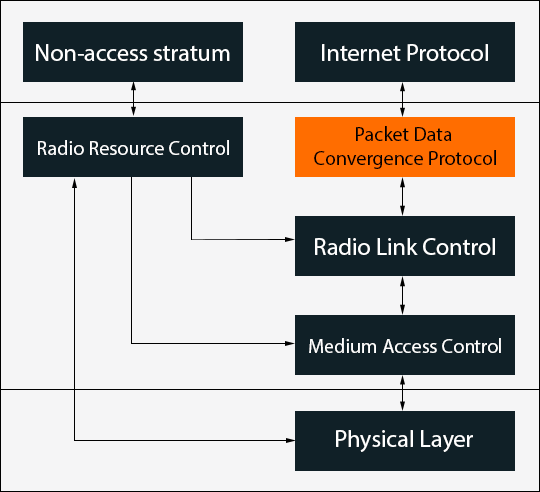 Non-access stratum
Internet Protocol
Radio Resource Control
Packet Data
Convergence Protocol
Radio Link Control
Medium Access Control
Physical Layer